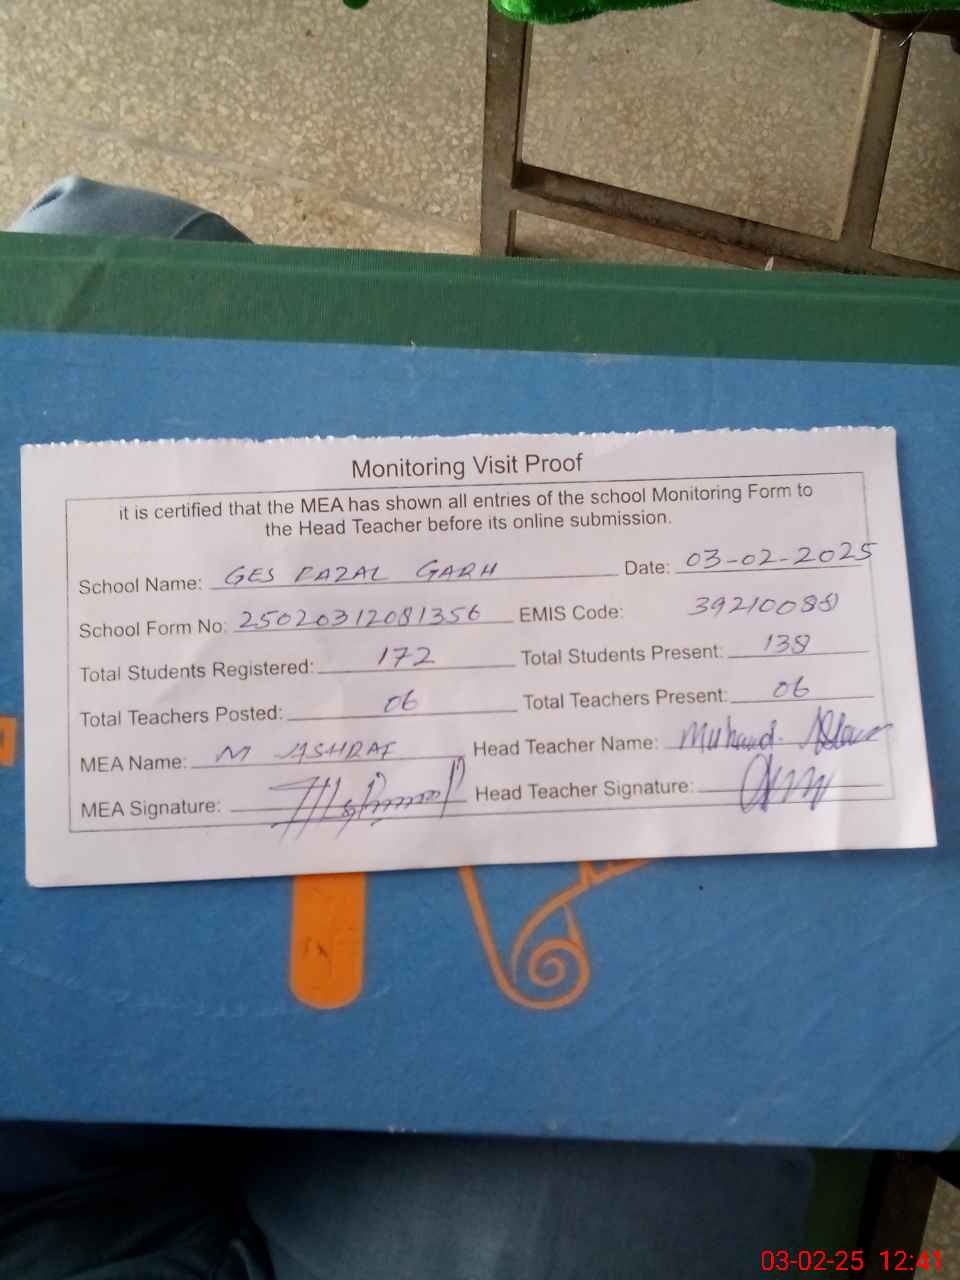 Monitoring Visit Proof
it is certified that the MEA has shown all entries of the school Monitoring Form to
the Head Teacher before its online submission.
School Name: GES FAZAL GARH Date: 03-02-2025
School Form No: 25020312081356 EMIS Code: 39210088
Total Students Registered: 172 Total Students Present: 138
Total Teachers Posted: 06 Total Teachers Present: 06
MEA Name: M ASHRAF Head Teacher Name:
MEA Signature: Head Teacher Signature:
03-02-25 12:41